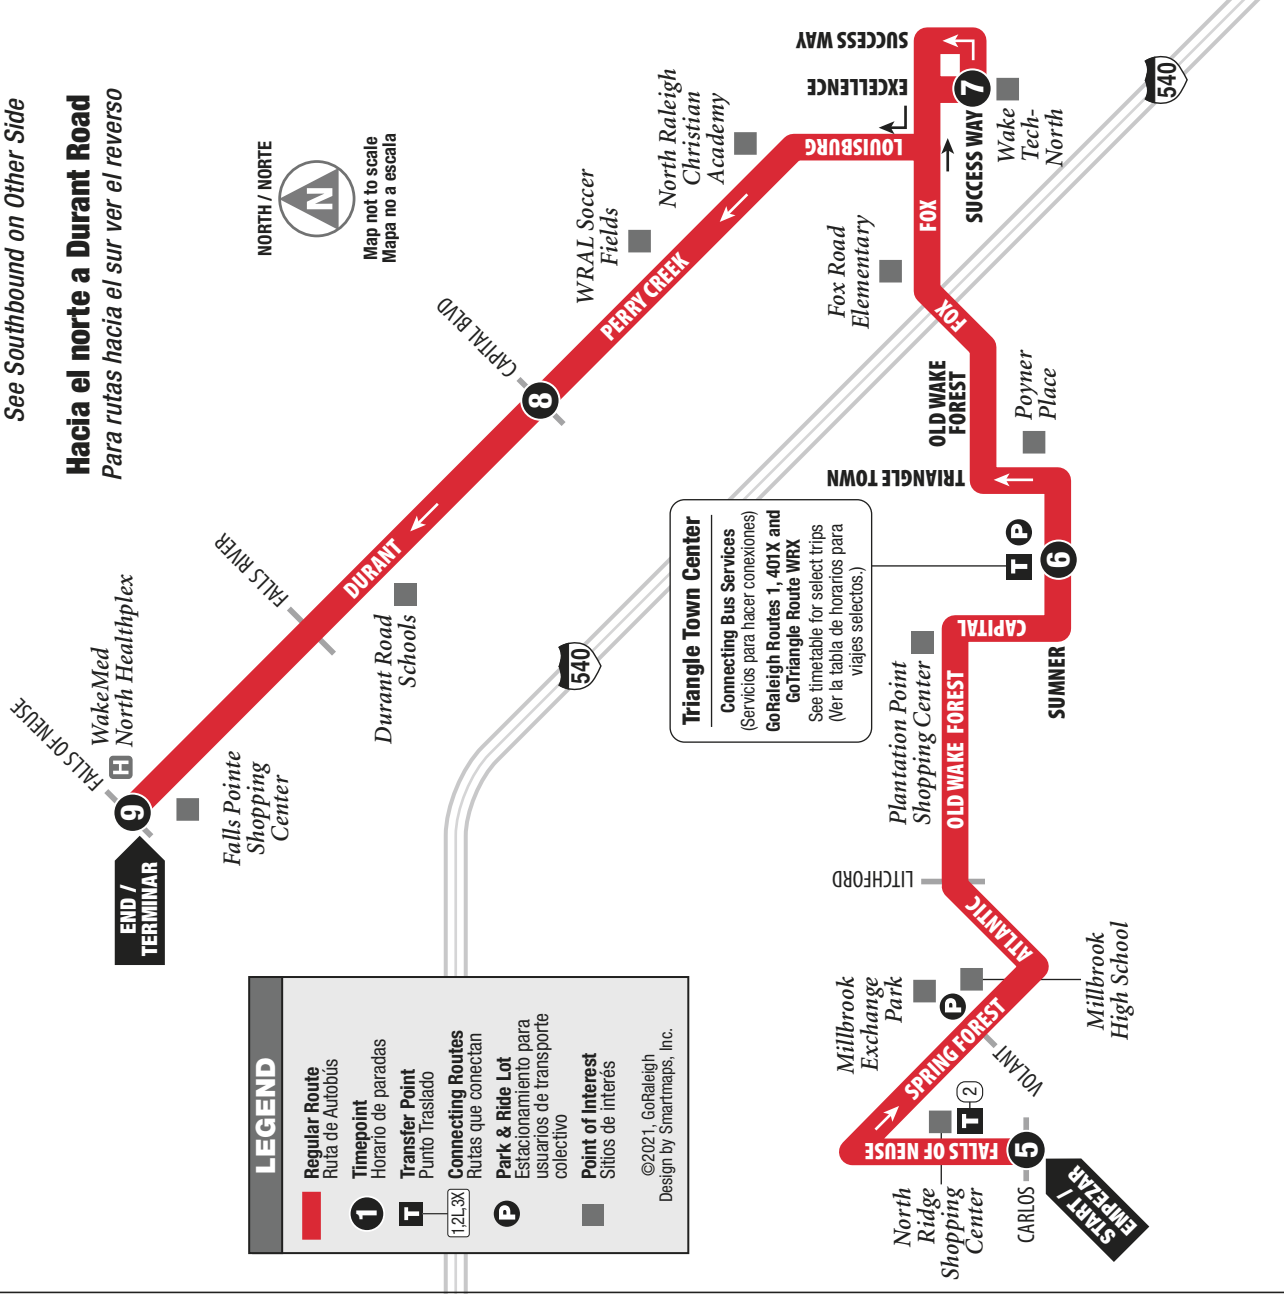 See Southbound on Other Side
Hacia el norte a Durant Road
Para rutas hacia el sur ver el reverso
NORTH / NORTE
N
Map not to scale
Mapa no a escala
FALLS OF NEUSE
H
WakeMed
North Healthplex
9
END /
TERMINAR
Falls Pointe
Shopping
Center
FALLS RIVER
DURANT
Durant Road
Schools
CAPITAL BLVD
8
PERRY CREEK
WRAL Soccer
Fields
North Raleigh
Christian
Academy
LOUISBURG
EXCELLENCE
SUCCESS WAY
7
SUCCESS WAY
Wake
Tech-
North
540
FOX
Fox Road
Elementary
FOX
OLD WAKE
FOREST
Poyner
Place
TRIANGLE TOWN
T
P
6
Triangle Town Center
Connecting Bus Services
(Servicios para hacer conexiones)
GoRaleigh Routes 1, 401X and
GoTriangle Route WRX
See timetable for select trips
(Ver la tabla de horarios para
viajes selectos.)
540
SUMNER
CAPITAL
Plantation Point
Shopping Center
OLD WAKE FOREST
LITCHFORD
ATLANTIC
Millbrook
Exchange
Park
P
Millbrook
High School
SPRING FOREST
VOLANT
T
2
FALLS OF NEUSE
5
North
Ridge
Shopping
Center
CARLOS
START /
EMPEZAR
LEGEND
Regular Route
Ruta de Autobús
1
Timepoint
Horario de paradas
T
Transfer Point
Punto Traslado
1,2L,3X
Connecting Routes
Rutas que conectan
P
Park & Ride Lot
Estacionamiento para
usuarios de transporte
colectivo
Point of Interest
Sitios de interés
©2021, GoRaleigh
Design by Smartmaps, Inc.